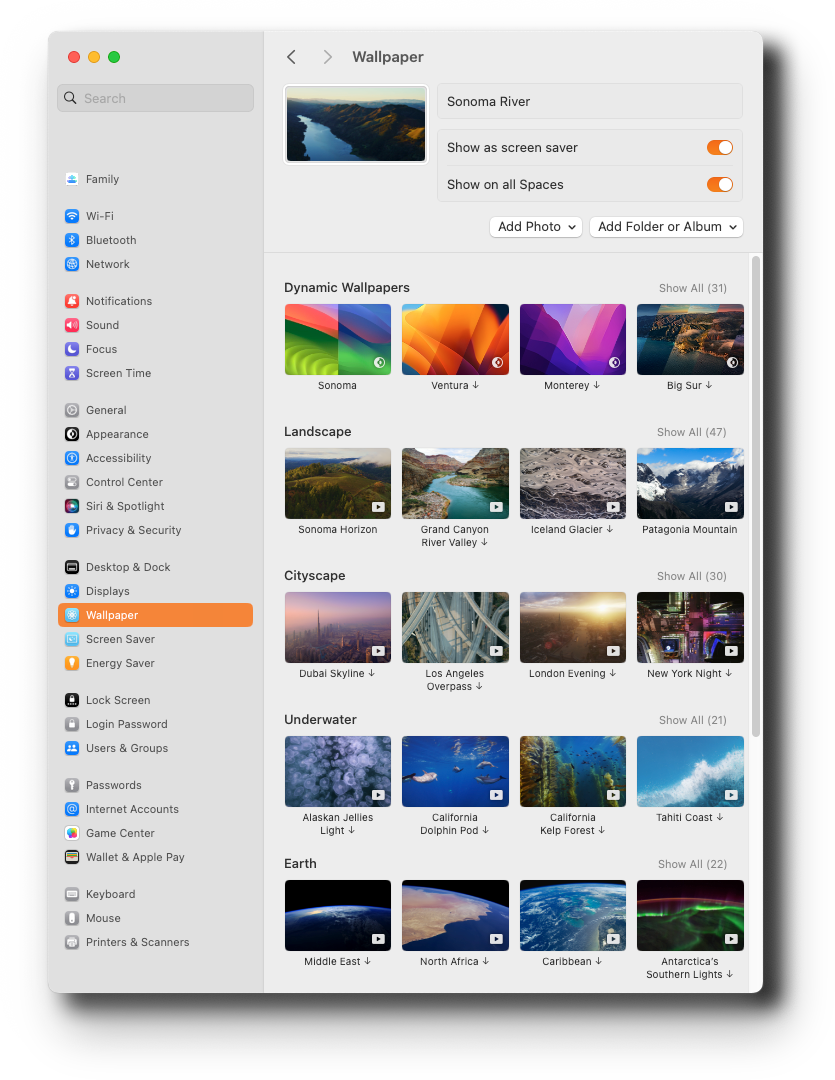 Wallpaper
Search
Family
Wi-Fi
Bluetooth
Network
Notifications
Sound
Focus
Screen Time
General
Appearance
Accessibility
Control Center
Siri & Spotlight
Privacy & Security
Desktop & Dock
Displays
Wallpaper
Screen Saver
Energy Saver
Lock Screen
Login Password
Users & Groups
Passwords
Internet Accounts
Game Center
Wallet & Apple Pay
Keyboard
Mouse
Printers & Scanners
Sonoma River
Show as screen saver
Show on all Spaces
Add Photo
Add Folder or Album
Dynamic Wallpapers
Show All (31)
Sonoma
Ventura ↓
Monterey ↓
Big Sur ↓
Landscape
Show All (47)
Sonoma Horizon
Grand Canyon
River Valley ↓
Iceland Glacier ↓
Patagonia Mountain
Cityscape
Show All (30)
Dubai Skyline ↓
Los Angeles
Overpass ↓
London Evening ↓
New York Night ↓
Underwater
Show All (21)
Alaskan Jellies
Light ↓
California
Dolphin Pod ↓
California
Kelp Forest ↓
Tahiti Coast ↓
Earth
Show All (22)
Middle East ↓
North Africa ↓
Caribbean ↓
Antarctica’s
Southern Lights ↓